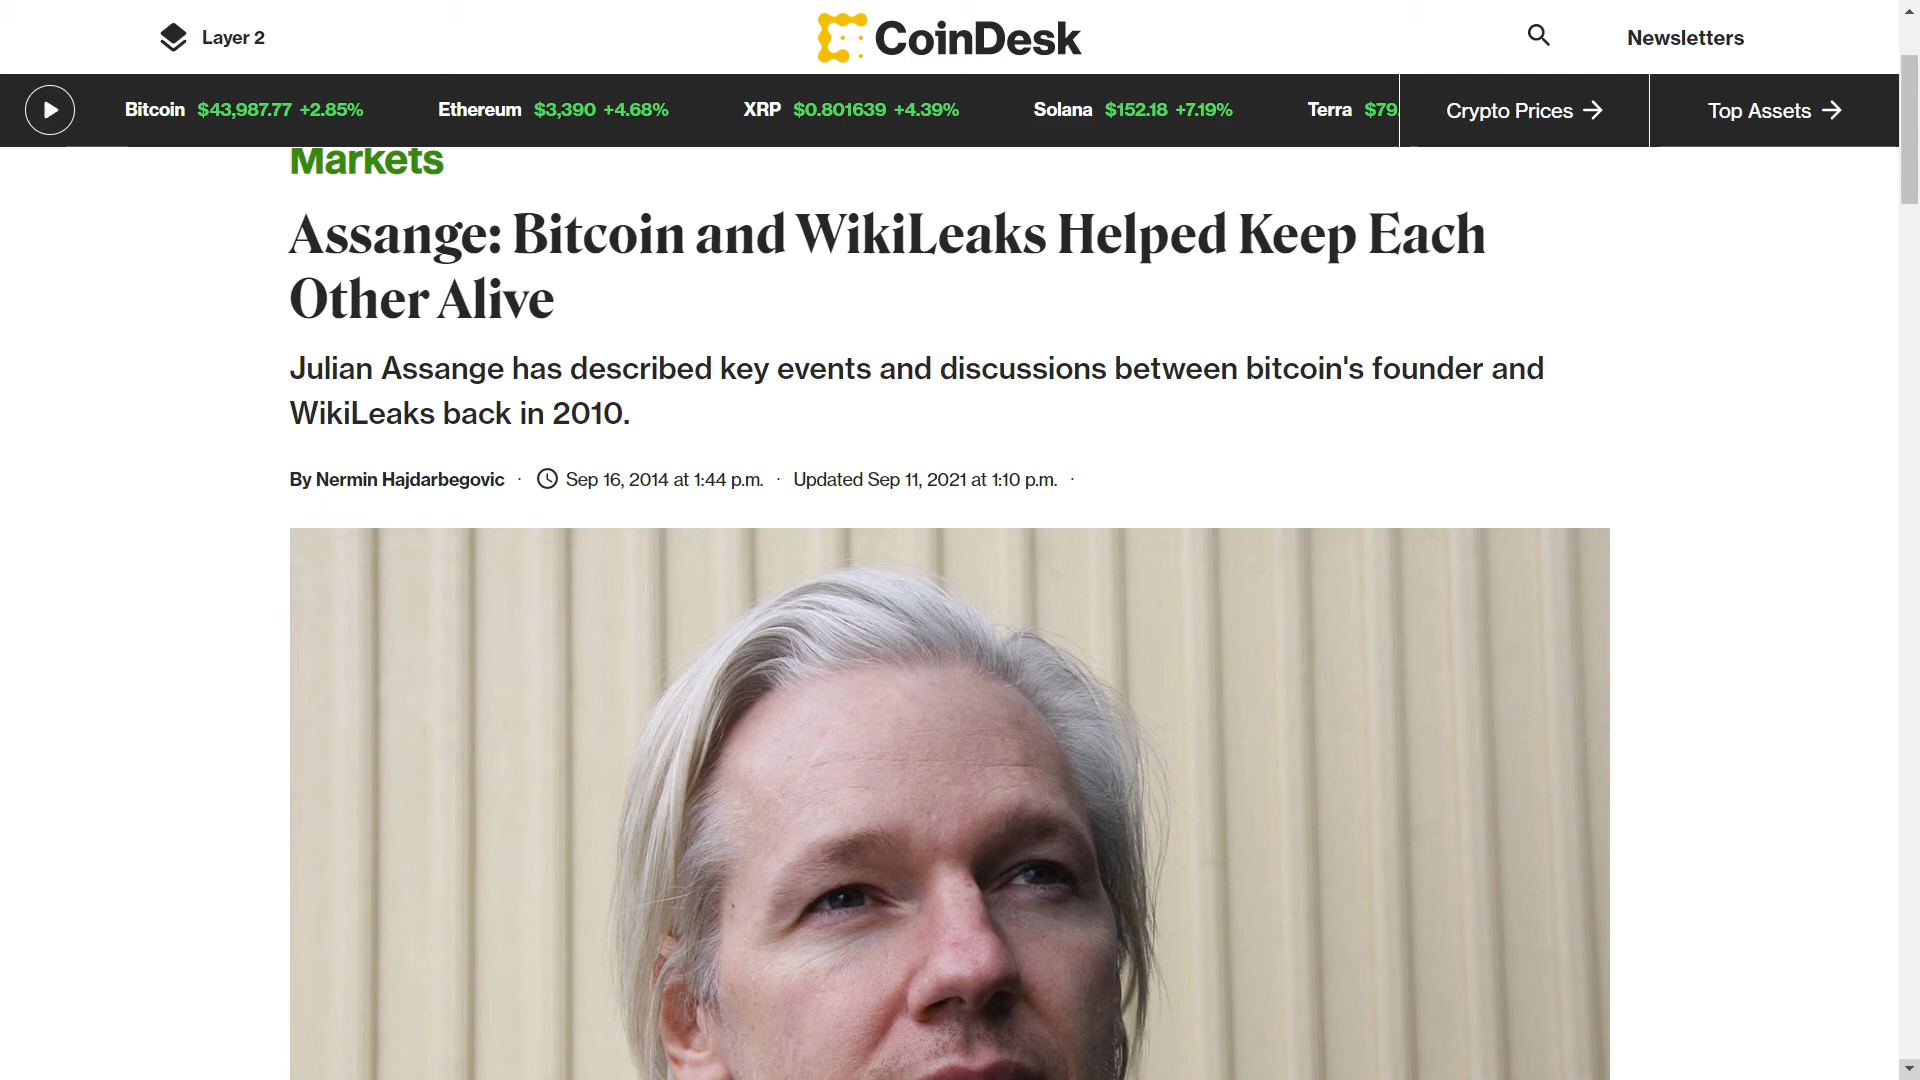 Layer 2
CoinDesk
Newsletters
Bitcoin $43,987.77 +2.85% Ethereum $3,390 +4.68% XRP $0.801639 +4.39% Solana $152.18 +7.19% Terra $79. Crypto Prices Top Assets
Markets
Assange: Bitcoin and WikiLeaks Helped Keep Each
Other Alive
Julian Assange has described key events and discussions between bitcoin's founder and
WikiLeaks back in 2010.
By Nermin Hajdarbegovic · Sep 16, 2014 at 1:44 p.m. · Updated Sep 11, 2021 at 1:10 p.m. ·